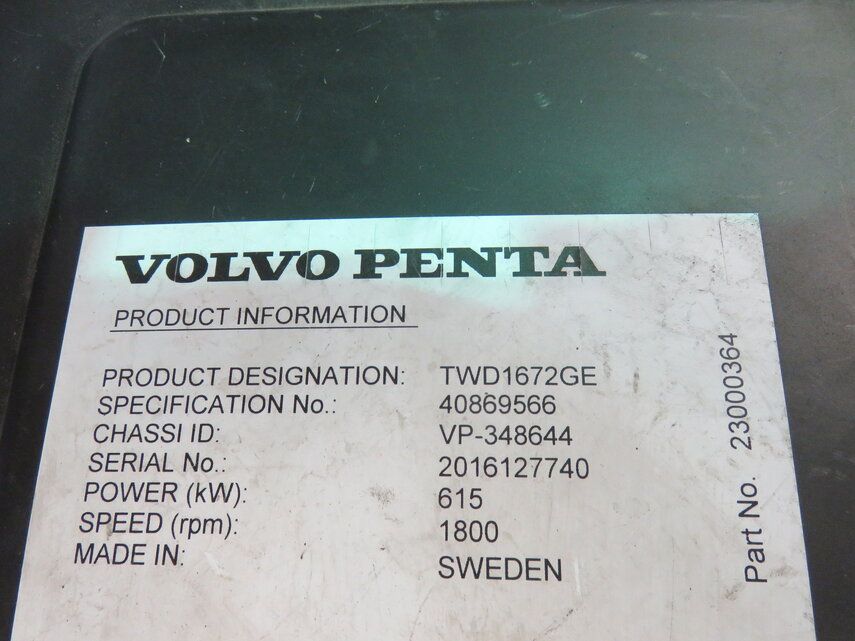 VOLVO PENTA
PRODUCT INFORMATION
PRODUCT DESIGNATION: TWD1672GE
SPECIFICATION No.: 40869566
CHASSI ID: VP-348644
SERIAL No.: 2016127740
POWER (kW): 615
SPEED (rpm): 1800
MADE IN: SWEDEN
Part No. 23000364